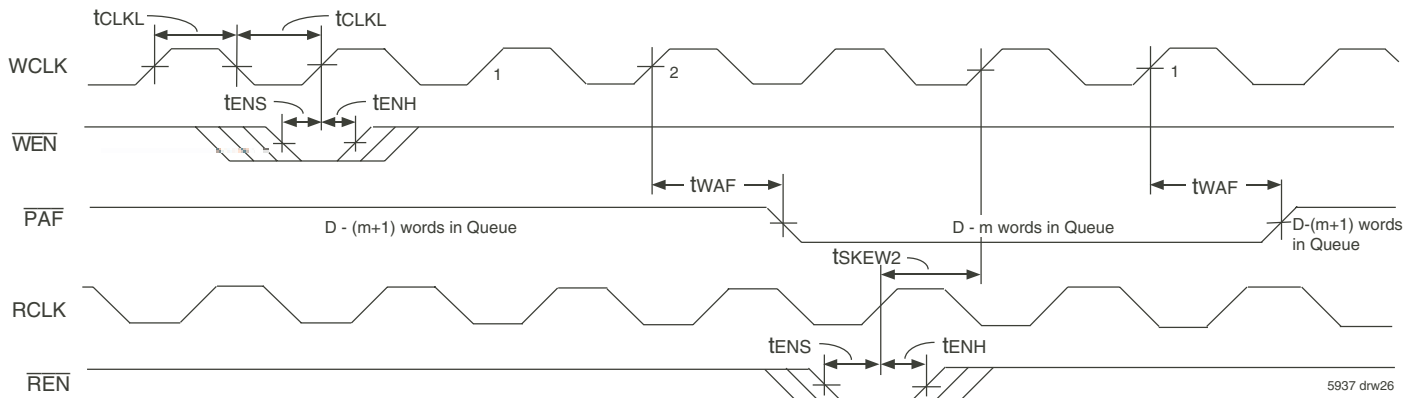 tCLKL tCLKL
WCLK 1 2 1
tENS tENH
WEN
tWAF tWAF
PAF D - (m+1) words in Queue D - m words in Queue D-(m+1) words
in Queue
tSKEW2
RCLK
tENS tENH
REN
5937 drw26